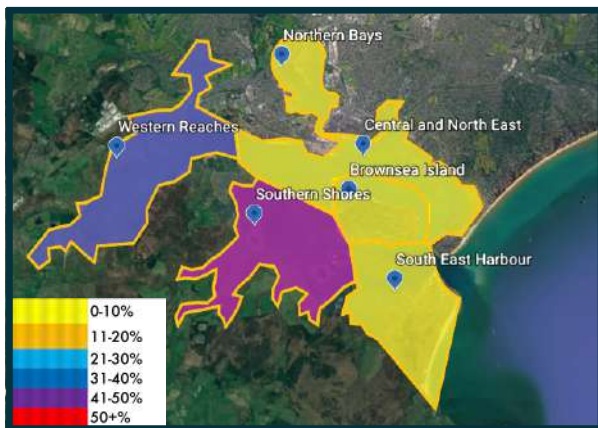 Northern Bays
Western Reaches
Central and North East
Brownsea Island
Southern Shores
South East Harbour
0-10%
11-20%
21-30%
31-40%
41-50%
50+%